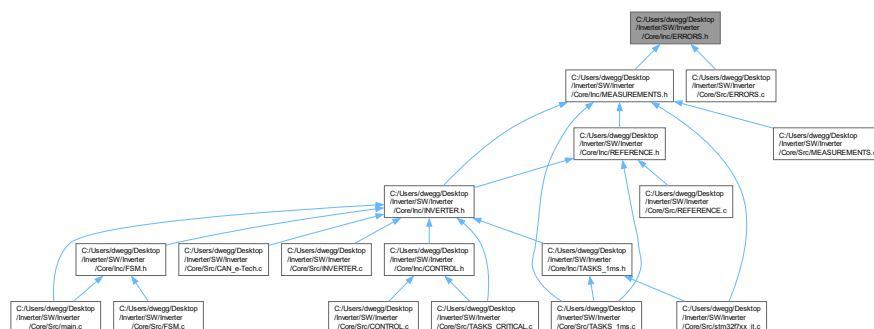 C:/Users/dwegg/Desktop
/Inverter/SW/Inverter
/Core/Inc/ERRORS.h
C:/Users/dwegg/Desktop
/Inverter/SW/Inverter
/Core/Inc/MEASUREMENTS.h
C:/Users/dwegg/Desktop
/Inverter/SW/Inverter
/Core/Src/ERRORS.c
C:/Users/dwegg/Desktop
/Inverter/SW/Inverter
/Core/Inc/REFERENCE.h
C:/Users/dwegg/Desktop
/Inverter/SW/Inverter
/Core/Src/MEASUREMENTS.c
C:/Users/dwegg/Desktop
/Inverter/SW/Inverter
/Core/Inc/INVERTER.h
C:/Users/dwegg/Desktop
/Inverter/SW/Inverter
/Core/Src/REFERENCE.c
C:/Users/dwegg/Desktop
/Inverter/SW/Inverter
/Core/Inc/FSM.h
C:/Users/dwegg/Desktop
/Inverter/SW/Inverter
/Core/Src/CAN_e-Tech.c
C:/Users/dwegg/Desktop
/Inverter/SW/Inverter
/Core/Src/INVERTER.c
C:/Users/dwegg/Desktop
/Inverter/SW/Inverter
/Core/Inc/CONTROL.h
C:/Users/dwegg/Desktop
/Inverter/SW/Inverter
/Core/Inc/TASKS_1ms.h
C:/Users/dwegg/Desktop
/Inverter/SW/Inverter
/Core/Src/main.c
C:/Users/dwegg/Desktop
/Inverter/SW/Inverter
/Core/Src/FSM.c
C:/Users/dwegg/Desktop
/Inverter/SW/Inverter
/Core/Src/CONTROL.c
C:/Users/dwegg/Desktop
/Inverter/SW/Inverter
/Core/Src/TASKS_CRITICAL.c
C:/Users/dwegg/Desktop
/Inverter/SW/Inverter
/Core/Src/TASKS_1ms.c
C:/Users/dwegg/Desktop
/Inverter/SW/Inverter
/Core/Src/stm32f7xx_it.c